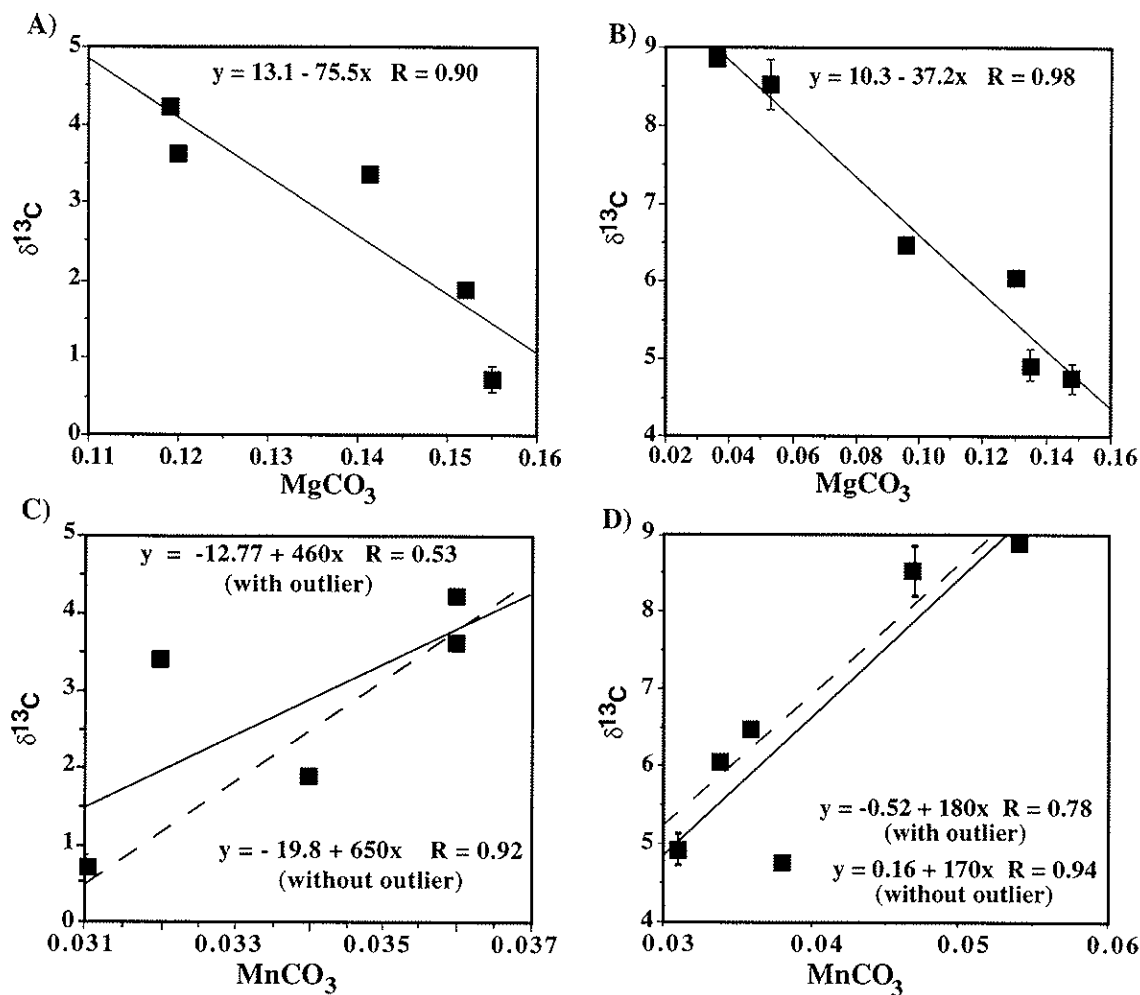 A)
y = 13.1 - 75.5x R = 0.90
5
4
3
2
1
0
δ13C
0.11 0.12 0.13 0.14 0.15 0.16
MgCO3
B)
y = 10.3 - 37.2x R = 0.98
9
8
7
6
5
4
δ13C
0.02 0.04 0.06 0.08 0.10 0.12 0.14 0.16
MgCO3
C)
y = -12.77 + 460x R = 0.53
(with outlier)
5
4
3
2
1
0
δ13C
y = - 19.8 + 650x R = 0.92
(without outlier)
0.031 0.033 0.035 0.037
MnCO3
D)
9
8
7
6
5
4
δ13C
y = -0.52 + 180x R = 0.78
(with outlier)
y = 0.16 + 170x R = 0.94
(without outlier)
0.03 0.04 0.05 0.06
MnCO3